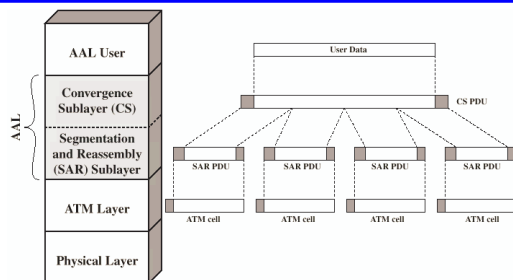 AAL User
Convergence
Sublayer (CS)
AAL
Segmentation
and Reassembly
(SAR) Sublayer
ATM Layer
Physical Layer
User Data
CS PDU
SAR PDU
SAR PDU
SAR PDU
SAR PDU
ATM cell
ATM cell
ATM cell
ATM cell